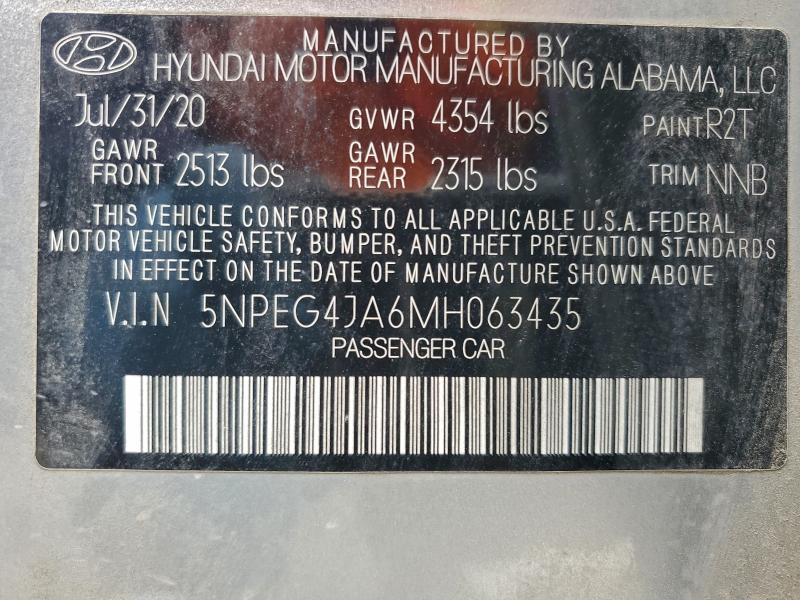 MANUFACTURED BY
HYUNDAI MOTOR MANUFACTURING ALABAMA, LLC
Jul/31/20 GVWR 4354 lbs PAINT R2T
GAWR FRONT 2513 lbs GAWR REAR 2315 lbs TRIM NNB
THIS VEHICLE CONFORMS TO ALL APPLICABLE U.S.A. FEDERAL
MOTOR VEHICLE SAFETY, BUMPER, AND THEFT PREVENTION STANDARDS
IN EFFECT ON THE DATE OF MANUFACTURE SHOWN ABOVE
V.I.N 5NPEG4JA6MH063435
PASSENGER CAR